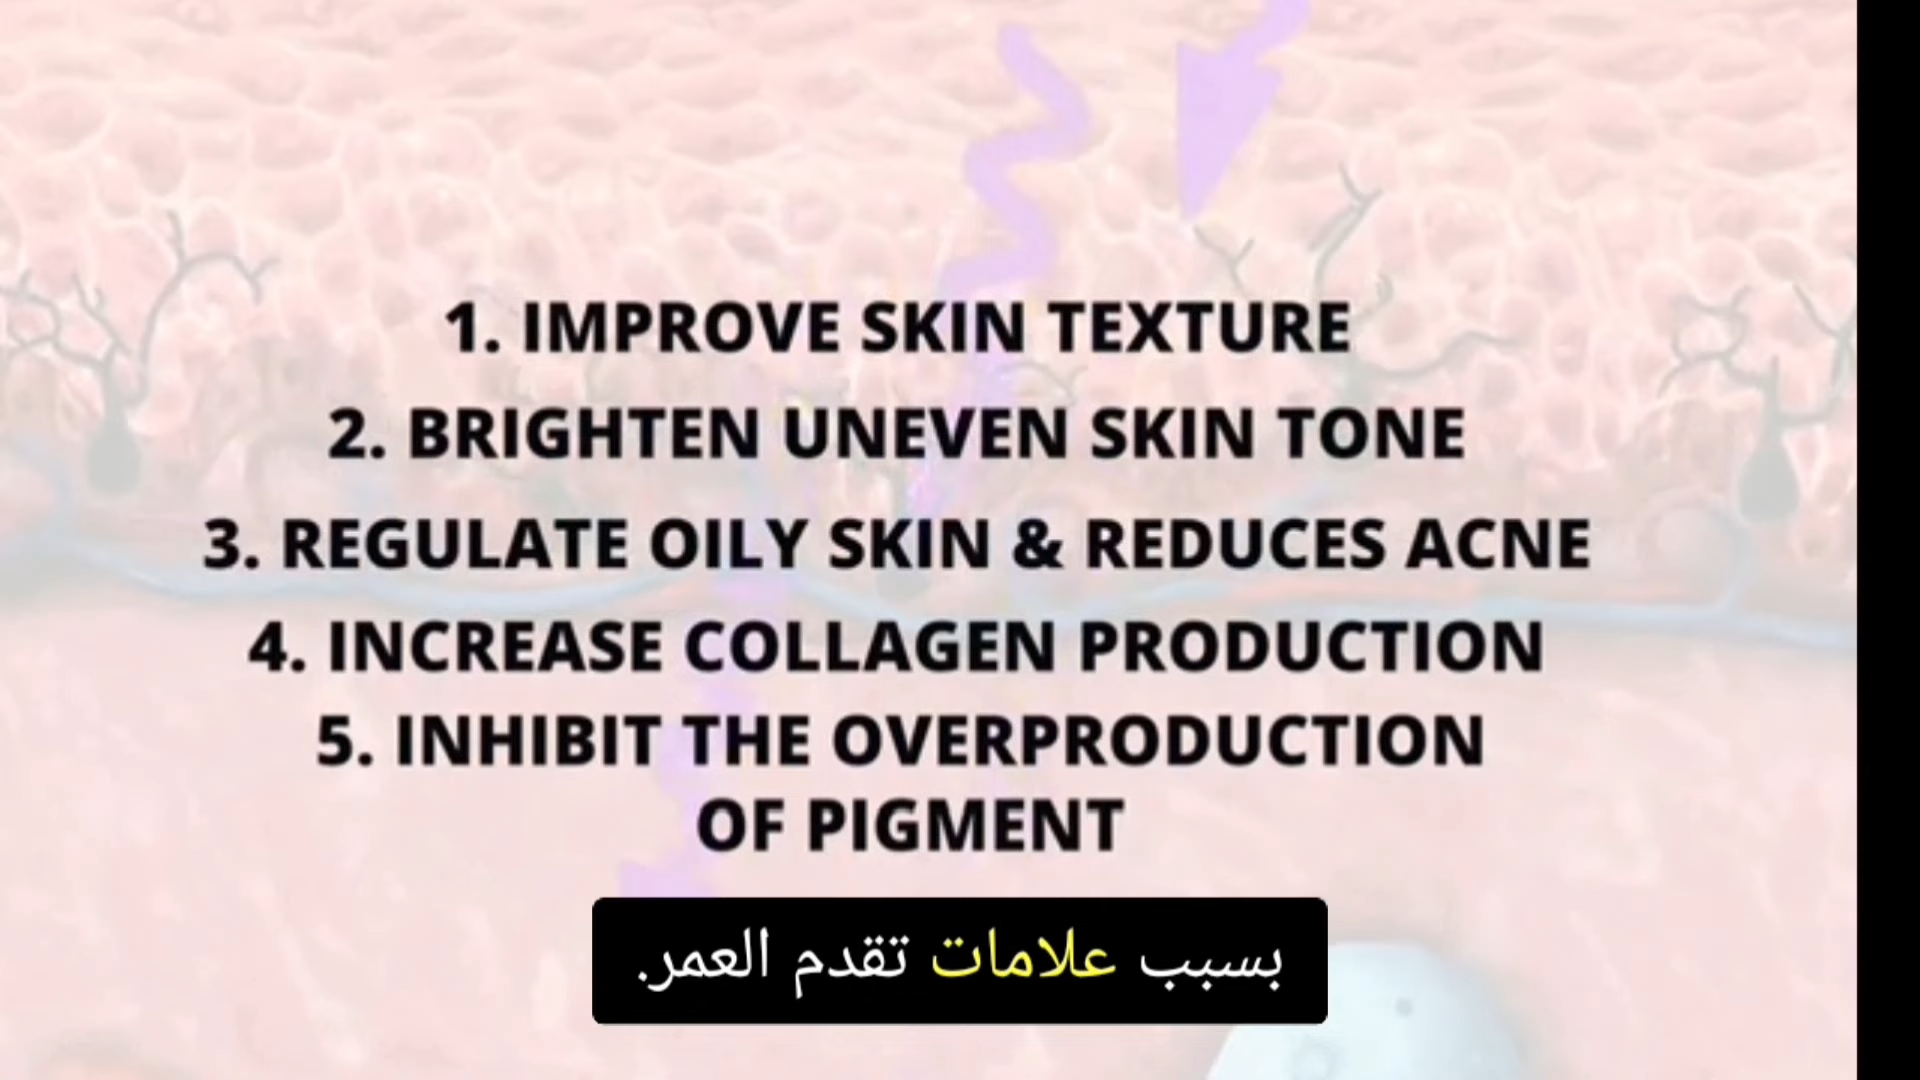 1. IMPROVE SKIN TEXTURE
2. BRIGHTEN UNEVEN SKIN TONE
3. REGULATE OILY SKIN & REDUCES ACNE
4. INCREASE COLLAGEN PRODUCTION
5. INHIBIT THE OVERPRODUCTION
OF PIGMENT
بسبب علامات تقدم العمر.